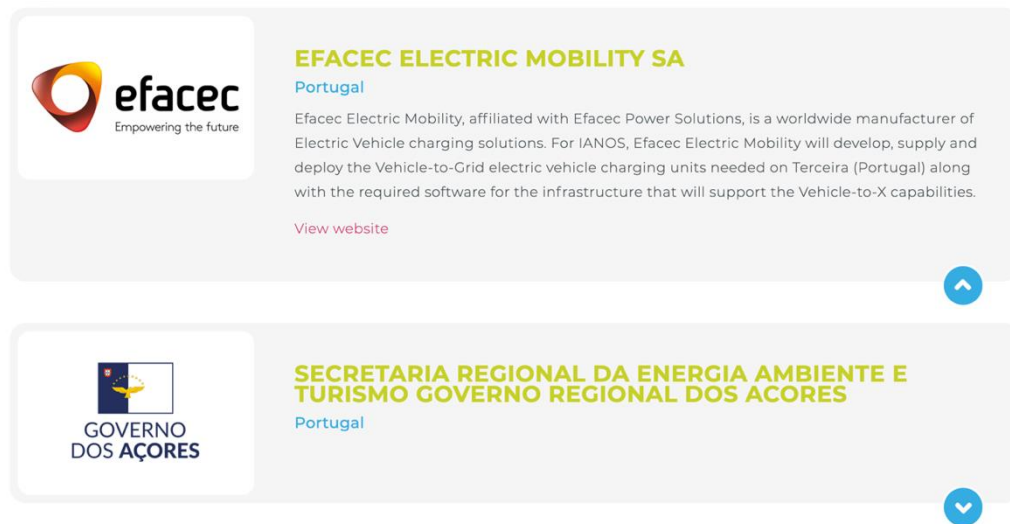 efacec
Empowering the future
EFACEC ELECTRIC MOBILITY SA
Portugal
Efacec Electric Mobility, affiliated with Efacec Power Solutions, is a worldwide manufacturer of
Electric Vehicle charging solutions. For IANOS, Efacec Electric Mobility will develop, supply and
deploy the Vehicle-to-Grid electric vehicle charging units needed on Terceira (Portugal) along
with the required software for the infrastructure that will support the Vehicle-to-X capabilities.
View website
GOVERNO
DOS AÇORES
SECRETARIA REGIONAL DA ENERGIA AMBIENTE E
TURISMO GOVERNO REGIONAL DOS ACORES
Portugal